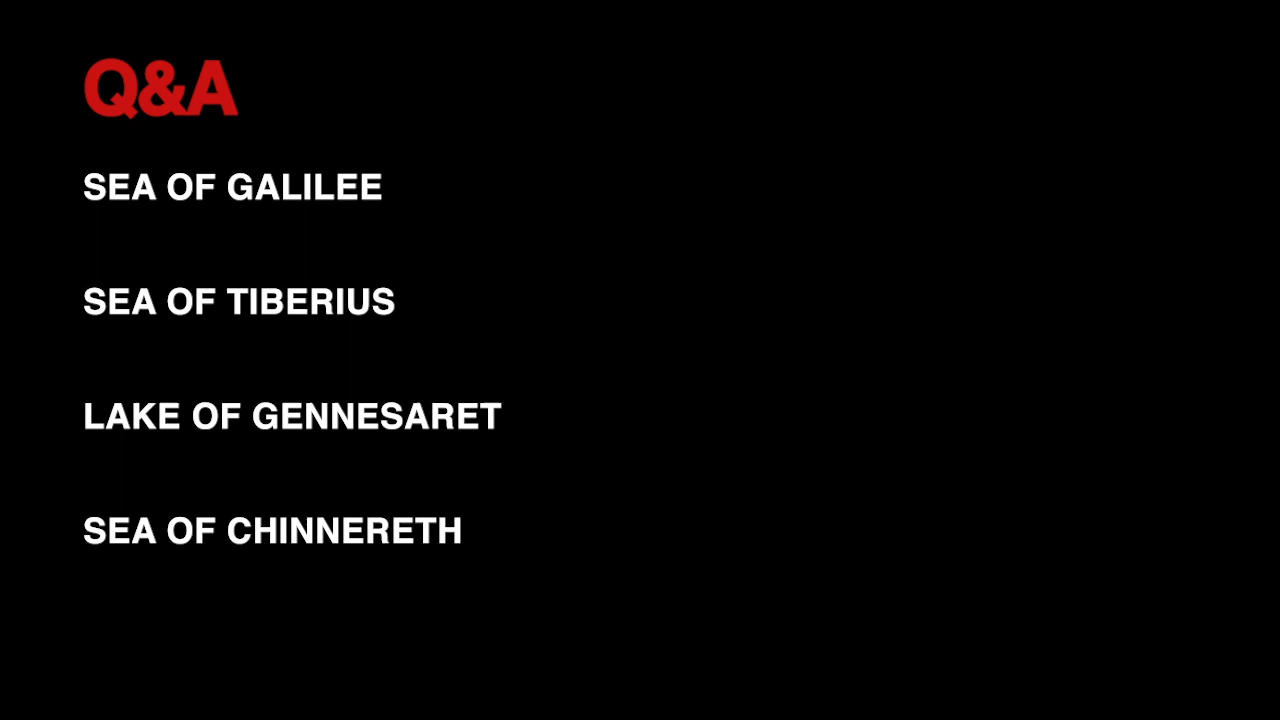 Q&A
SEA OF GALILEE
SEA OF TIBERIUS
LAKE OF GENNESARET
SEA OF CHINNERETH